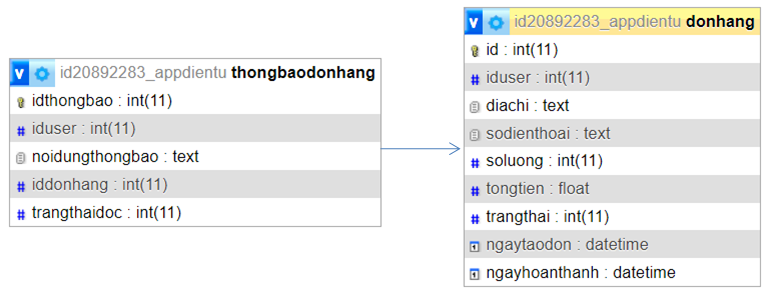 v id20892283_appdientu thongbaodonhang
idthongbao : int(11)
# iduser : int(11)
noidungthongbao : text
# iddonhang : int(11)
# trangthaidoc : int(11)
v id20892283_appdientu donhang
id : int(11)
# iduser : int(11)
diachi : text
sodienthoai : text
# soluong : int(11)
# tongtien : float
# trangthai : int(11)
ngaytaodon : datetime
ngayhoanthanh : datetime